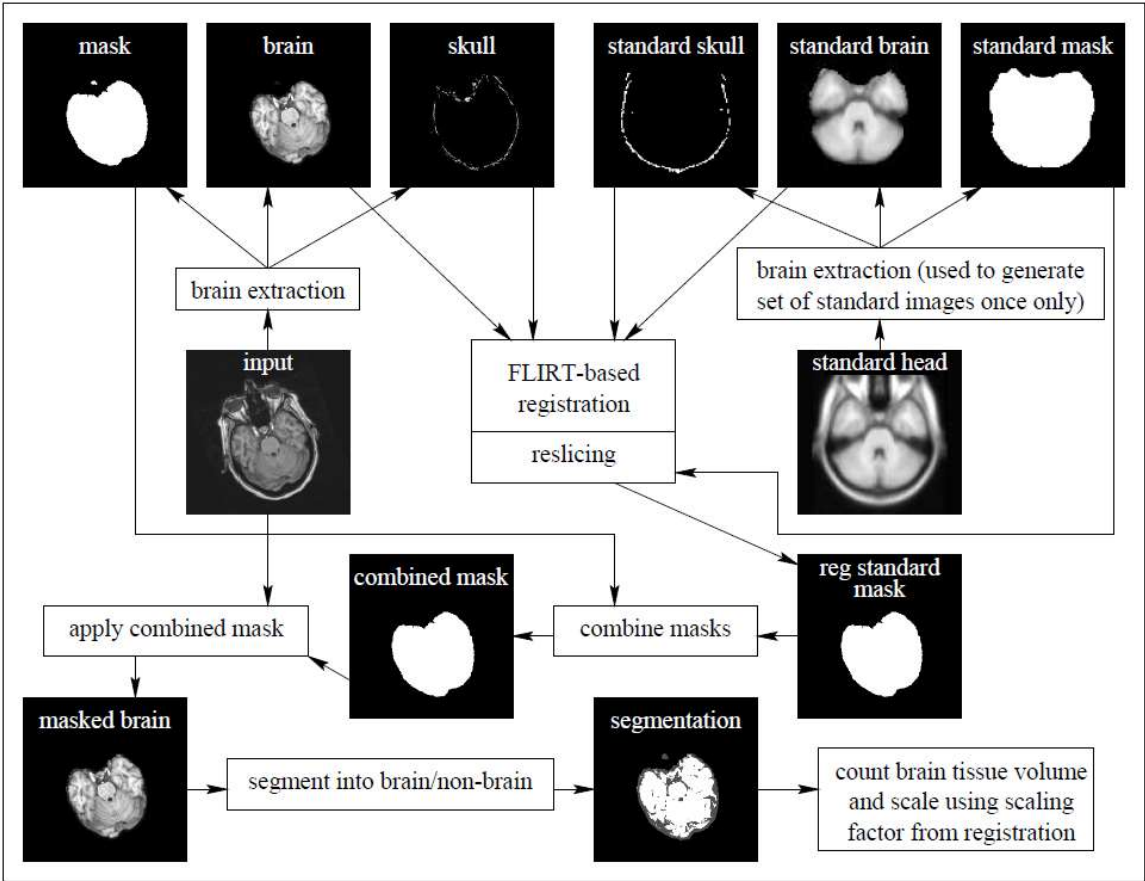 mask
brain
skull
standard skull
standard brain
standard mask
brain extraction
brain extraction (used to generate
set of standard images once only)
input
FLIRT-based
registration
reslicing
standard head
combined mask
reg standard
mask
apply combined mask
combine masks
masked brain
segment into brain/non-brain
segmentation
count brain tissue volume
and scale using scaling
factor from registration